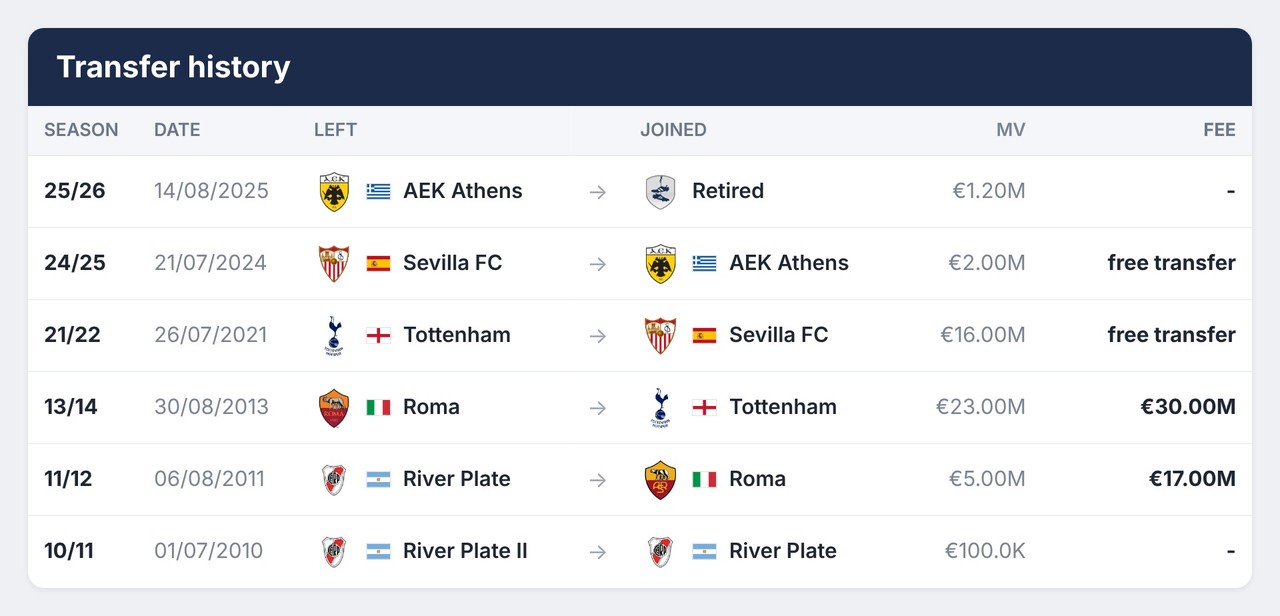 Transfer history
SEASON DATE LEFT JOINED MV FEE
25/26 14/08/2025 AEK Athens → Retired €1.20M -
24/25 21/07/2024 Sevilla FC → AEK Athens €2.00M free transfer
21/22 26/07/2021 Tottenham → Sevilla FC €16.00M free transfer
13/14 30/08/2013 Roma → Tottenham €23.00M €30.00M
11/12 06/08/2011 River Plate → Roma €5.00M €17.00M
10/11 01/07/2010 River Plate II → River Plate €100.0K -